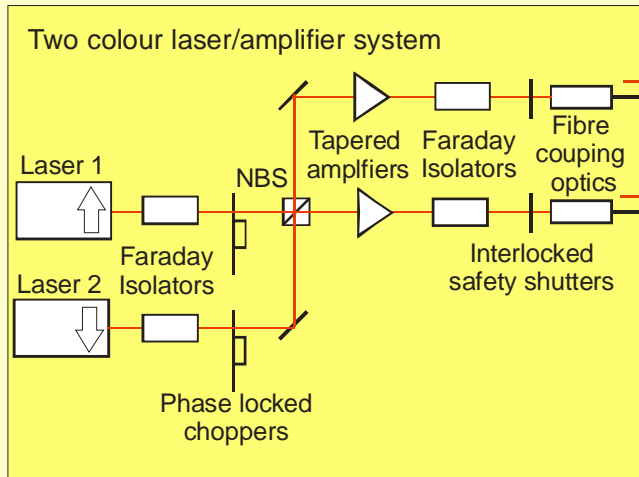 Two colour laser/amplifier system
Laser 1
Faraday
Isolators
NBS
Tapered
amplfiers
Faraday
Isolators
Fibre
couping
optics
Interlocked
safety shutters
Laser 2
Phase locked
choppers